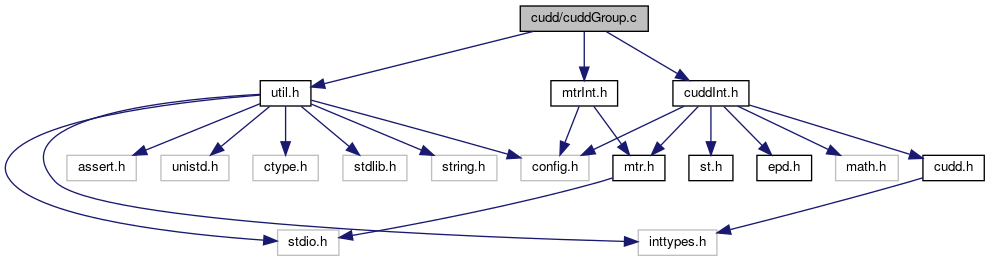 cudd/cuddGroup.c
util.h
mtrInt.h
cuddInt.h
assert.h
unistd.h
ctype.h
stdlib.h
string.h
config.h
mtr.h
st.h
epd.h
math.h
cudd.h
stdio.h
inttypes.h